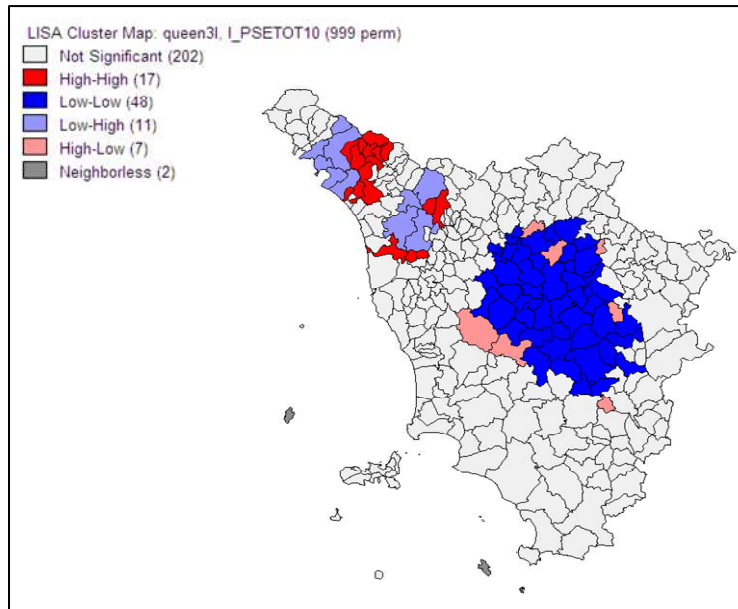 LISA Cluster Map: queen3l, I_PSETOT10 (999 perm)
Not Significant (202)
High-High (17)
Low-Low (48)
Low-High (11)
High-Low (7)
Neighborless (2)